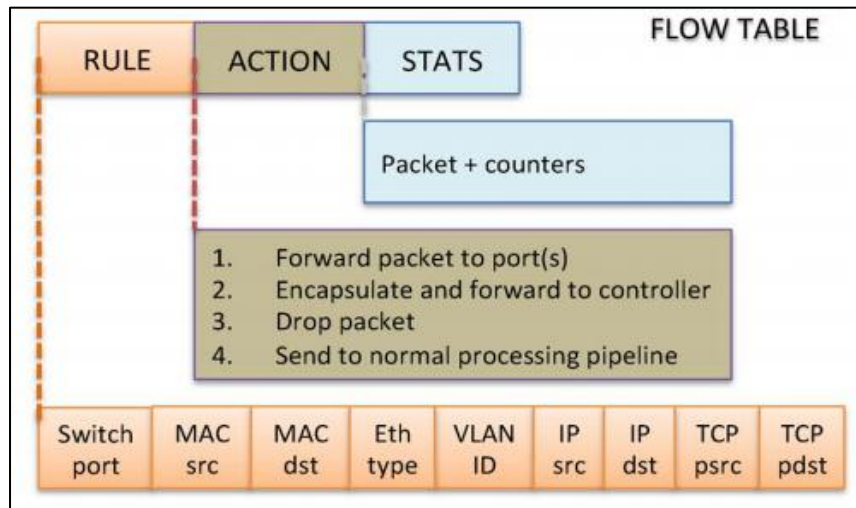 FLOW TABLE
RULE ACTION STATS
Packet + counters
1. Forward packet to port(s)
2. Encapsulate and forward to controller
3. Drop packet
4. Send to normal processing pipeline
Switch port
MAC src
MAC dst
Eth type
VLAN ID
IP src
IP dst
TCP psrc
TCP pdst